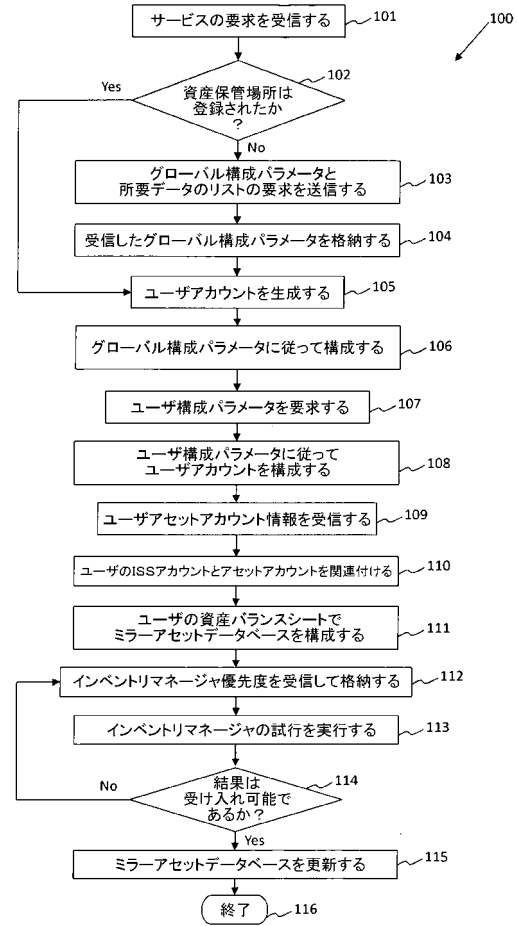 サービスの要求を受信する
101
100
102
Yes
資産保管場所は
登録されたか
?
No
グローバル構成パラメータと
所要データのリストの要求を送信する
103
受信したグローバル構成パラメータを格納する
104
ユーザアカウントを生成する
105
グローバル構成パラメータに従って構成する
106
ユーザ構成パラメータを要求する
107
ユーザ構成パラメータに従って
ユーザアカウントを構成する
108
ユーザアセットアカウント情報を受信する
109
ユーザのISSアカウントとアセットアカウントを関連付ける
110
ユーザの資産バランスシートで
ミラーアセットデータベースを構成する
111
インベントリマネージャ優先度を受信して格納する
112
インベントリマネージャの試行を実行する
113
No
結果は
受け入れ可能で
あるか?
114
Yes
ミラーアセットデータベースを更新する
115
終了
116